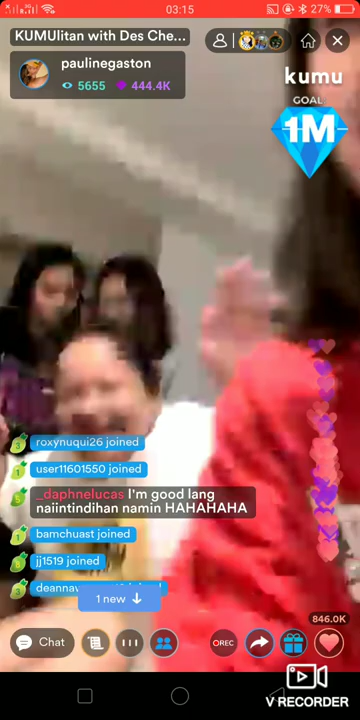 03:15
27%
KUMUlitan with Des Che...
paulinegaston
5655 444.4K
kumu
GOAL
1M
roxynuqui26 joined
user11601550 joined
_daphnelucas I'm good lang
naiintindihan namin HAHAHAHA
bamchuast joined
jj1519 joined
1 new
846.0K
Chat
OREC
V RECORDER